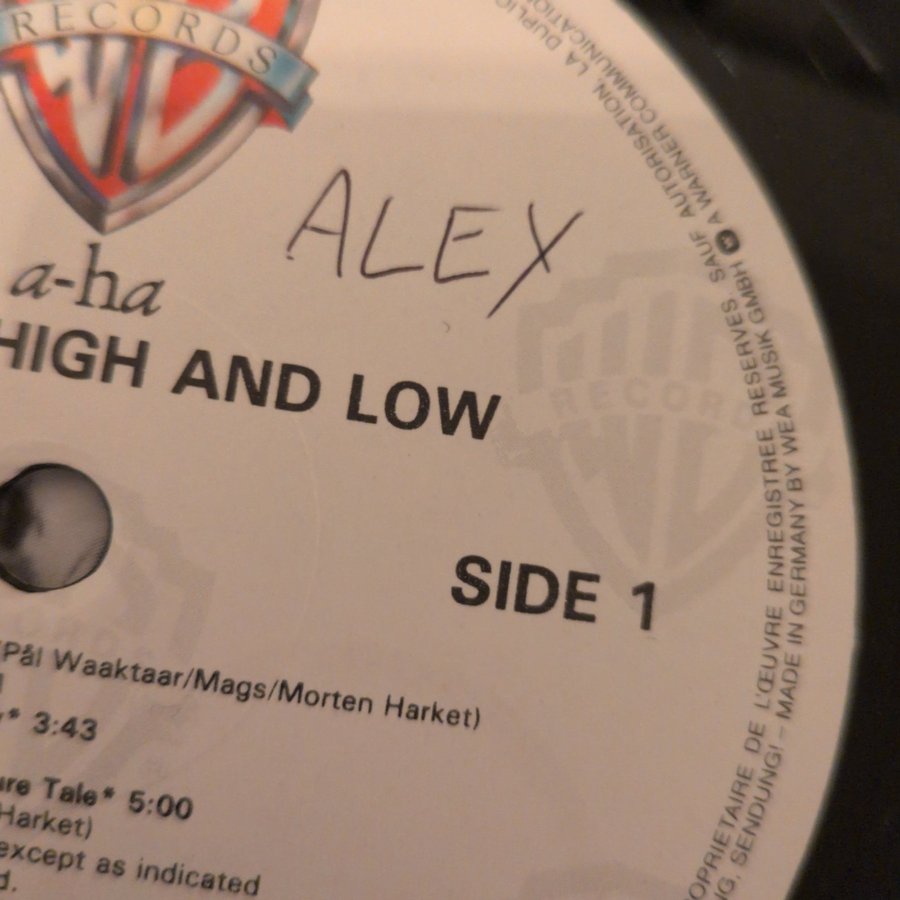 RECORDS
ALEX
a-ha
HIGH AND LOW
RECORDS
SIDE 1
Pål Waaktaar/Mags/Morten Harket)
* 3:43
Tale* 5:00
Harket)
except as indicated
AUTORISATION, LA
SAUF
PROPRIETAIRE DE L'ŒUVRE ENREGISTREE RESERVES.
A WARNER COMMUNICATION
SENDUNG! – MADE IN GERMANY BY WEA MUSIK GMBH